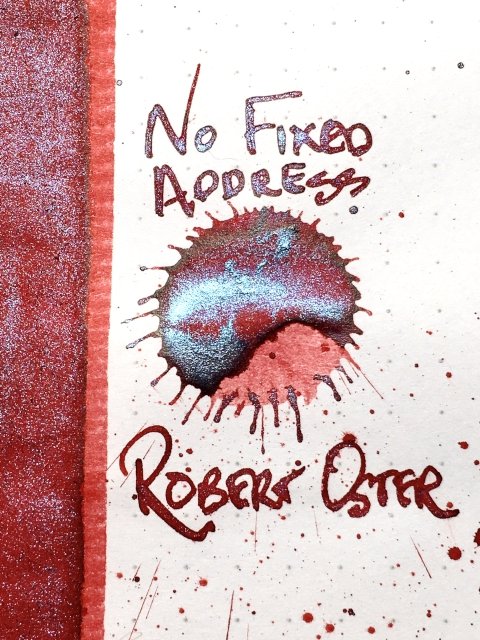 No FIXED
ADDRESS
ROBERT OSTER